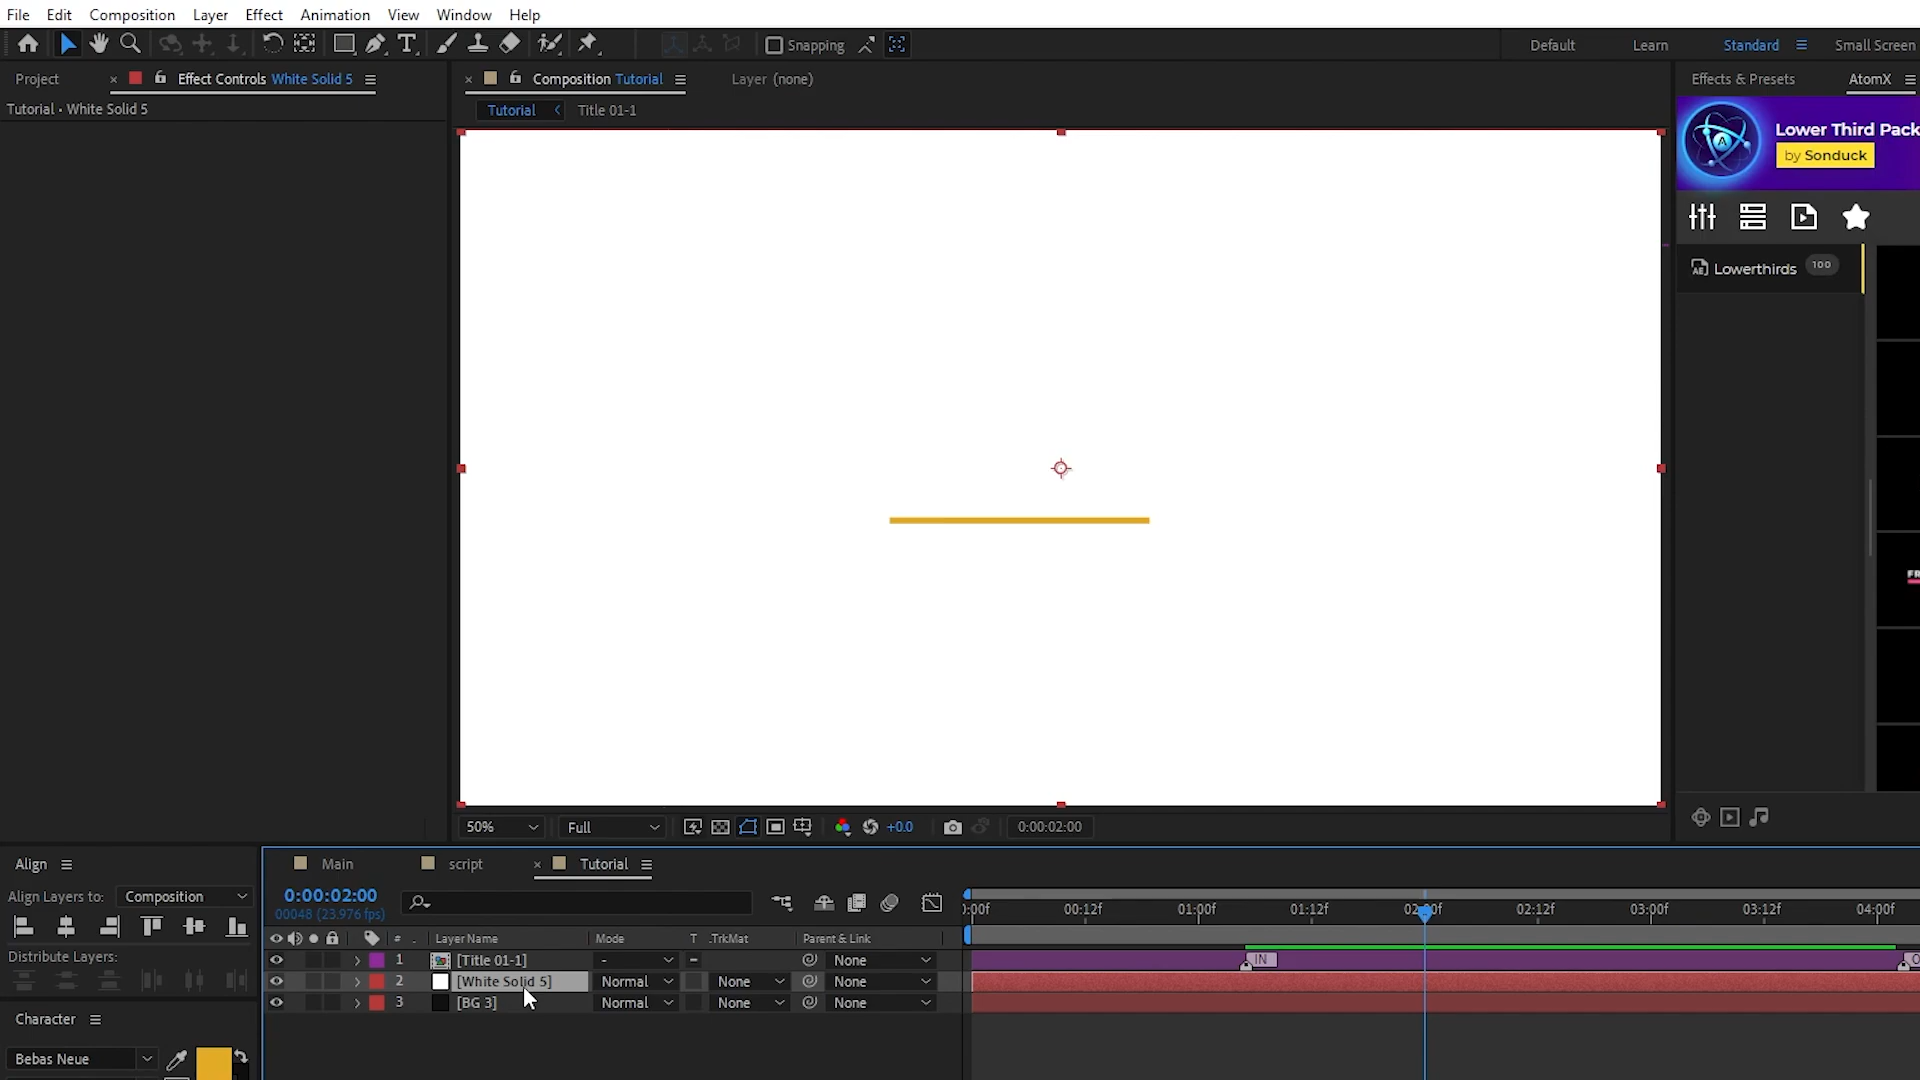 File Edit Composition Layer Effect Animation View Window Help
Snapping Default Learn Standard Small Screen
Project Effect Controls White Solid 5 Composition Tutorial Layer (none) Effects & Presets AtomX
Tutorial • White Solid 5
Tutorial Title 01-1
A
Lower Third Pack
by Sonduck
AE Lowerthirds 100
FR
50% Full +0.0 0:00:02:00
Align
Align Layers to: Composition
Distribute Layers:
Character
Bebas Neue
Main script Tutorial
0:00:02:00
00048 (23.976 fps)
# . Layer Name Mode T .TrkMat Parent & Link
):00f 00:12f 01:00f 01:12f 02:00f 02:12f 03:00f 03:12f 04:00f
1 [Title 01-1] - None IN O
2 [White Solid 5] Normal None None
3 [BG 3] Normal None None